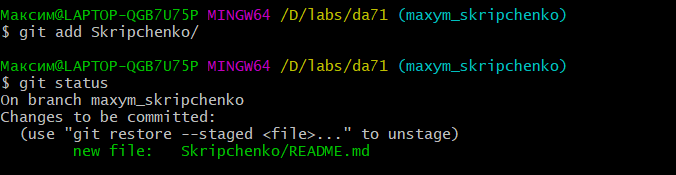 Максим@LAPTOP-QGB7U75P MINGW64 /D/labs/da71 (maxym_skripchenko)
$ git add Skripchenko/
Максим@LAPTOP-QGB7U75P MINGW64 /D/labs/da71 (maxym_skripchenko)
$ git status
On branch maxym_skripchenko
Changes to be committed:
  (use "git restore --staged <file>..." to unstage)
        new file:   Skripchenko/README.md